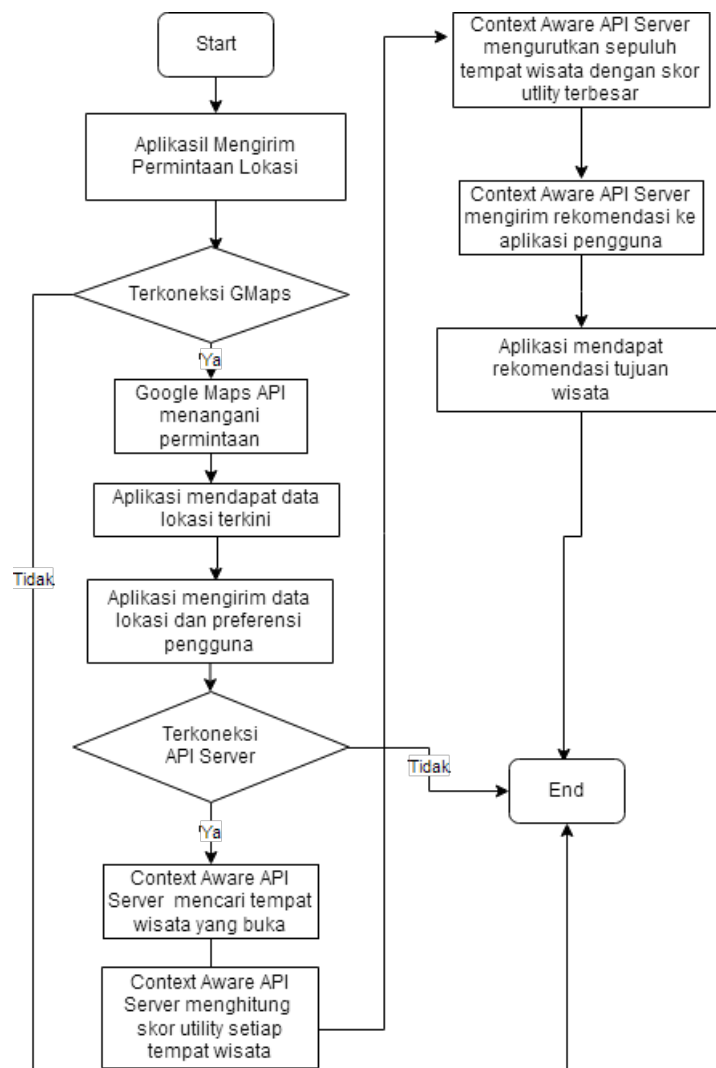 Start
Aplikasil Mengirim
Permintaan Lokasi
Terkoneksi GMaps
Ya
Google Maps API
menangani
permintaan
Aplikasi mendapat data
lokasi terkini
Tidak
Aplikasi mengirim data
lokasi dan preferensi
pengguna
Terkoneksi
API Server
Tidak
Ya
Context Aware API
Server mencari tempat
wisata yang buka
Context Aware API
Server menghitung
skor utility setiap
tempat wisata
Context Aware API Server
mengurutkan sepuluh
tempat wisata dengan skor
utlity terbesar
Context Aware API Server
mengirim rekomendasi ke
aplikasi pengguna
Aplikasi mendapat
rekomendasi tujuan
wisata
End